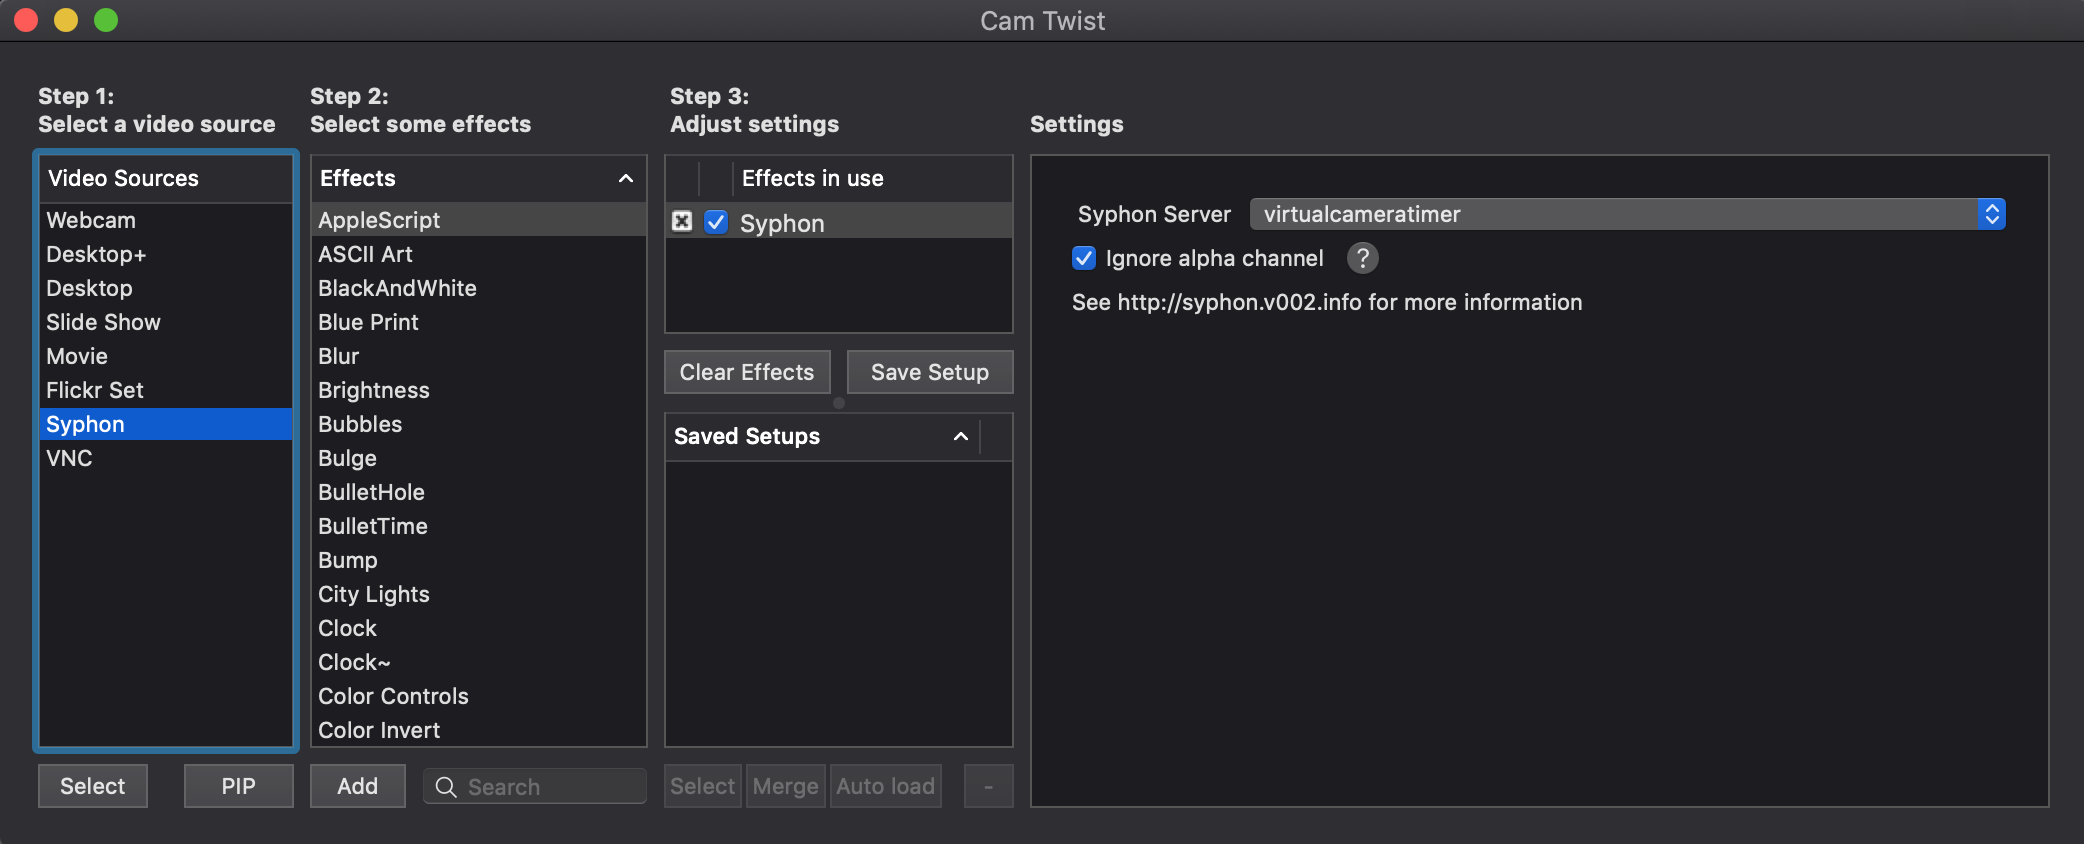 Cam Twist
Step 1:
Select a video source
Video Sources
Webcam
Desktop+
Desktop
Slide Show
Movie
Flickr Set
Syphon
VNC
Select
PIP
Step 2:
Select some effects
Effects
AppleScript
ASCII Art
BlackAndWhite
Blue Print
Blur
Brightness
Bubbles
Bulge
BulletHole
BulletTime
Bump
City Lights
Clock
Clock~
Color Controls
Color Invert
Add
Search
Step 3:
Adjust settings
Effects in use
Syphon
Clear Effects
Save Setup
Saved Setups
Select
Merge
Auto load
-
Settings
Syphon Server
virtualcameratimer
Ignore alpha channel
?
See http://syphon.v002.info for more information